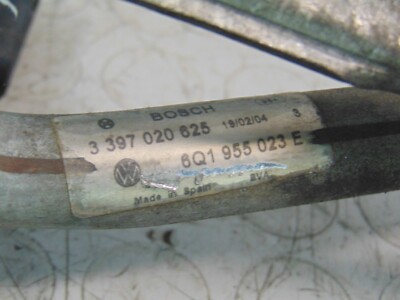 BOSCH
3 397 020 625 19/02/04 3
6Q1 955 023 E
Made in Spain